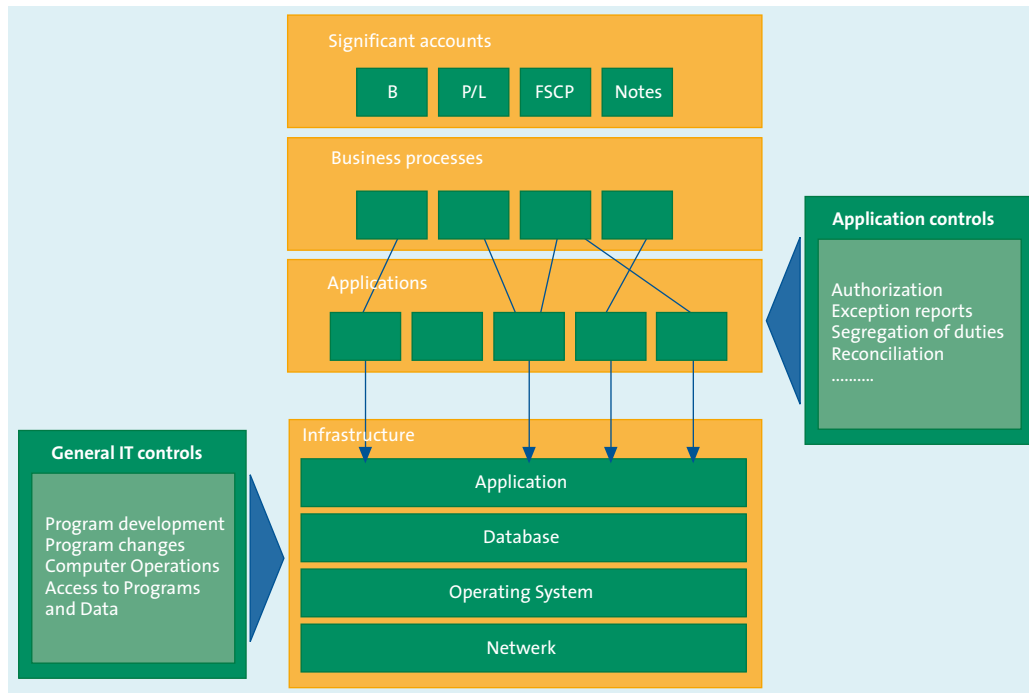 Significant accounts
B
P/L
FSCP
Notes
Business processes
Applications
Application controls
Authorization
Exception reports
Segregation of duties
Reconciliation
..........
General IT controls
Program development
Program changes
Computer Operations
Access to Programs
and Data
Infrastructure
Application
Database
Operating System
Netwerk